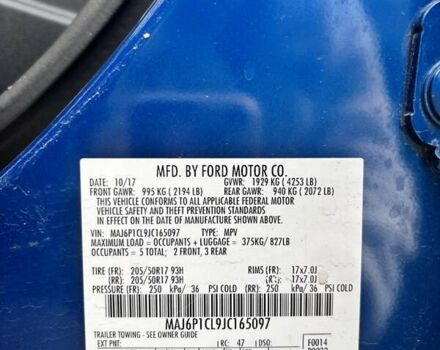 MFD. BY FORD MOTOR CO.
DATE: 10/17 GVWR: 1929 KG ( 4253 LB)
FRONT GAWR: 995 KG ( 2194 LB) REAR GAWR: 940 KG ( 2072 LB)
THIS VEHICLE CONFORMS TO ALL APPLICABLE FEDERAL MOTOR
VEHICLE SAFETY AND THEFT PREVENTION STANDARDS IN
EFFECT ON THE DATE OF MANUFACTURE SHOWN ABOVE.
VIN: MAJ6P1CL9JC165097 TYPE: MPV
MAXIMUM LOAD = OCCUPANTS + LUGGAGE = 375KG/ 827LB
OCCUPANTS = 5 TOTAL; 2 FRONT, 3 REAR
TIRE (FR): 205/50R17 93H RIMS (FR): 17x7.0J
(RR): 205/50R17 93H (RR): 17x7.0J
PRESSURE (FR): 250 kPa/ 36 PSI COLD (RR): 250 kPa/ 36 PSI COLD
MAJ6P1CL9JC165097
TRAILER TOWING - SEE OWNER GUIDE F0014
EXT PNT: RC: 47 DSO: